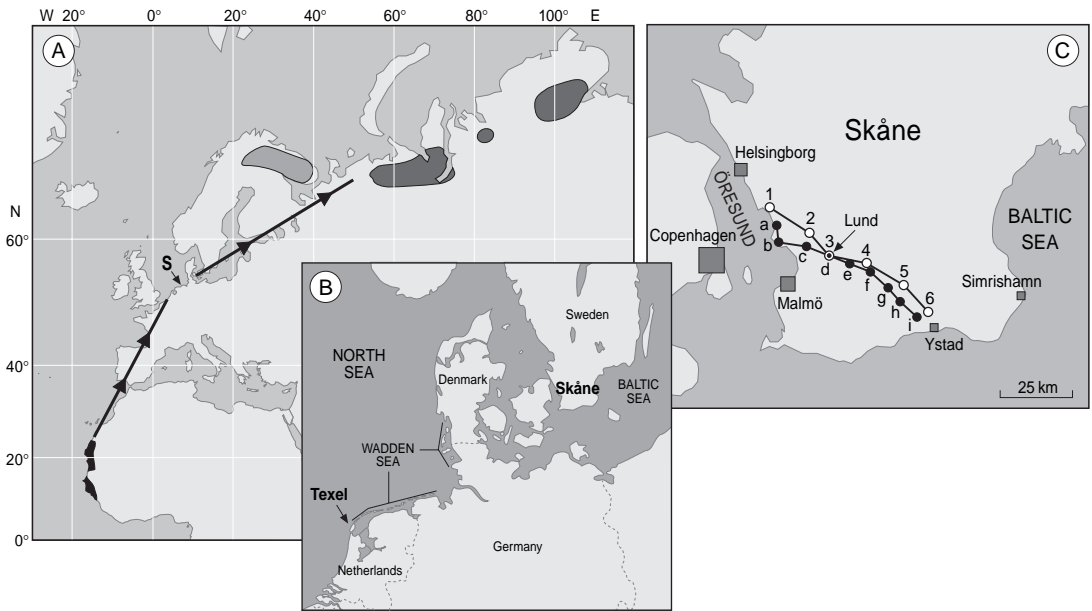 W 20° 0° 20° 40° 60° 80° 100° E
A
N
60°
S
40°
20°
0°
B
NORTH
SEA
Sweden
Denmark
Skåne
BALTIC
SEA
WADDEN
SEA
Texel
Germany
Netherlands
C
Skåne
Helsingborg
ÖRESUND
1
a
2
b
c
3
d
Lund
4
e
f
5
g
h
6
i
Copenhagen
Malmö
BALTIC
SEA
Simrishamn
Ystad
25 km